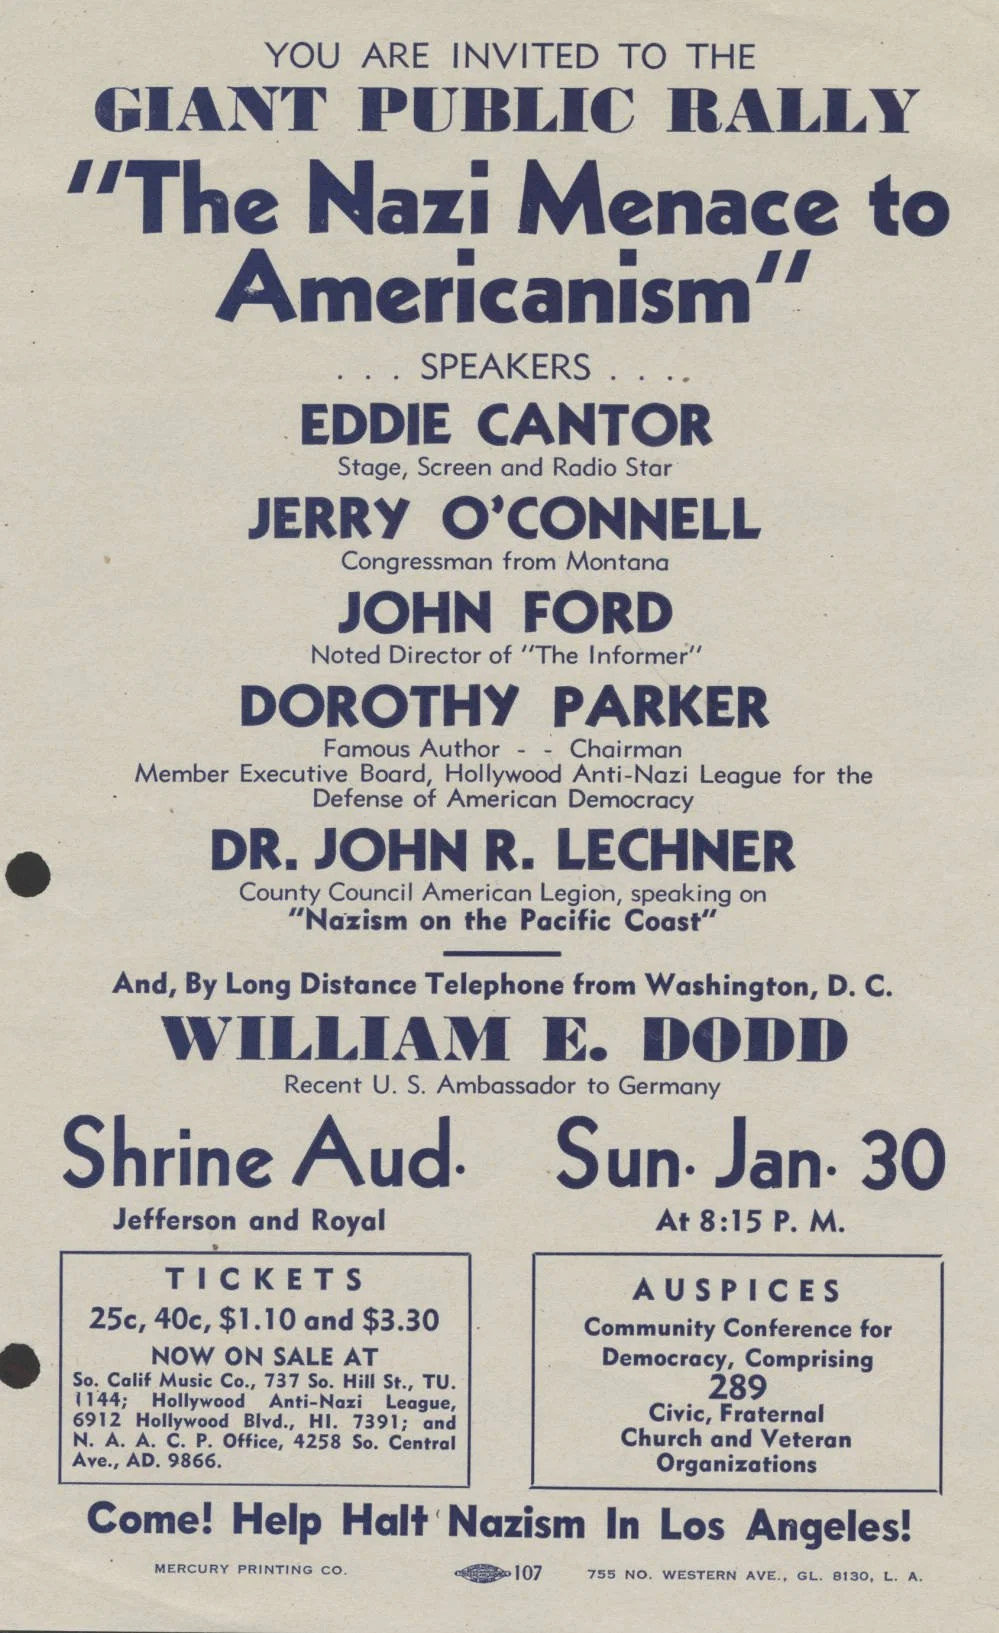 YOU ARE INVITED TO THE
GIANT PUBLIC RALLY
"The Nazi Menace to
Americanism"
. . . SPEAKERS . . . .
EDDIE CANTOR
Stage, Screen and Radio Star
JERRY O'CONNELL
Congressman from Montana
JOHN FORD
Noted Director of "The Informer"
DOROTHY PARKER
Famous Author - - Chairman
Member Executive Board, Hollywood Anti-Nazi League for the
Defense of American Democracy
DR. JOHN R. LECHNER
County Council American Legion, speaking on
"Nazism on the Pacific Coast"
And, By Long Distance Telephone from Washington, D. C.
WILLIAM E. DODD
Recent U. S. Ambassador to Germany
Shrine Aud.
Jefferson and Royal
Sun. Jan. 30
At 8:15 P. M.
TICKETS
25c, 40c, $1.10 and $3.30
NOW ON SALE AT
So. Calif Music Co., 737 So. Hill St., TU.
1144; Hollywood Anti-Nazi League,
6912 Hollywood Blvd., HI. 7391; and
N. A. A. C. P. Office, 4258 So. Central
Ave., AD. 9866.
AUSPICES
Community Conference for
Democracy, Comprising
289
Civic, Fraternal
Church and Veteran
Organizations
Come! Help Halt Nazism In Los Angeles!
MERCURY PRINTING CO.
107
755 NO. WESTERN AVE., GL. 8130, L. A.